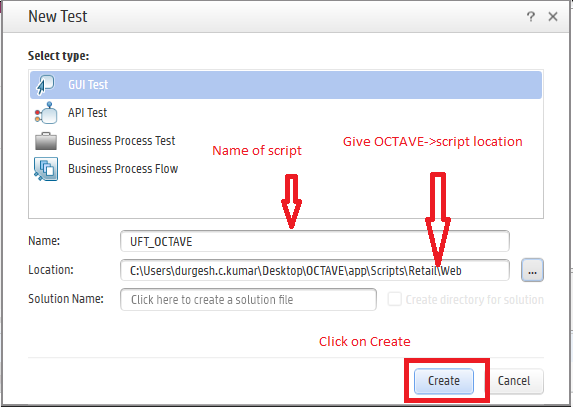 New Test
? ×
Select type:
GUI Test
API Test
Business Process Test
Business Process Flow
Name of script
Give OCTAVE->script location
Name:
UFT_OCTAVE
Location:
C:\Users\durgesh.c.kumar\Desktop\OCTAVE\app\Scripts\Retail\Web
...
Solution Name:
Click here to create a solution file
Create directory for solution
Click on Create
Create
Cancel